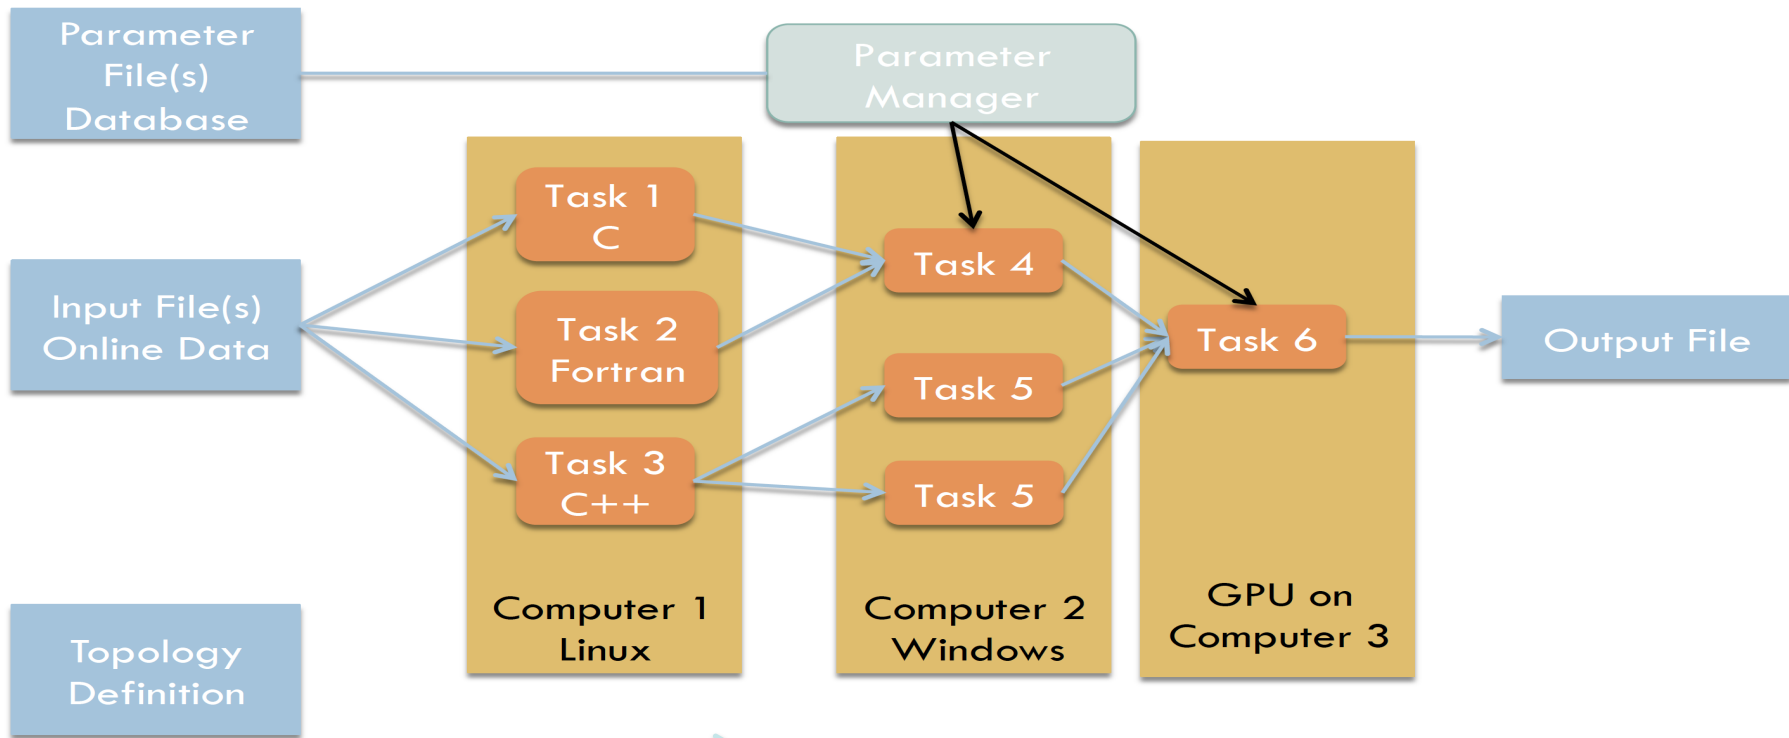 Parameter
File(s)
Database
Parameter
Manager
Task 1
C
Task 4
Input File(s)
Online Data
Task 2
Fortran
Task 6
Output File
Task 5
Task 3
C++
Task 5
Computer 1
Linux
Computer 2
Windows
GPU on
Computer 3
Topology
Definition